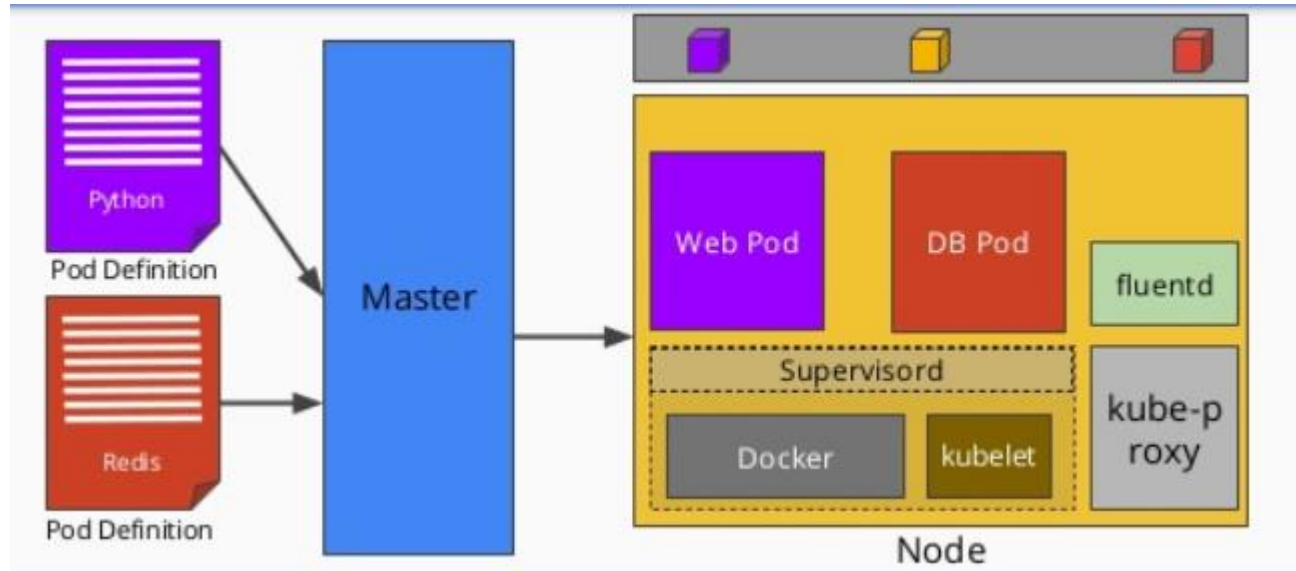 Python
Pod Definition
Redis
Pod Definition
Master
Web Pod
DB Pod
fluentd
Supervisord
Docker
kubelet
kube-p
roxy
Node